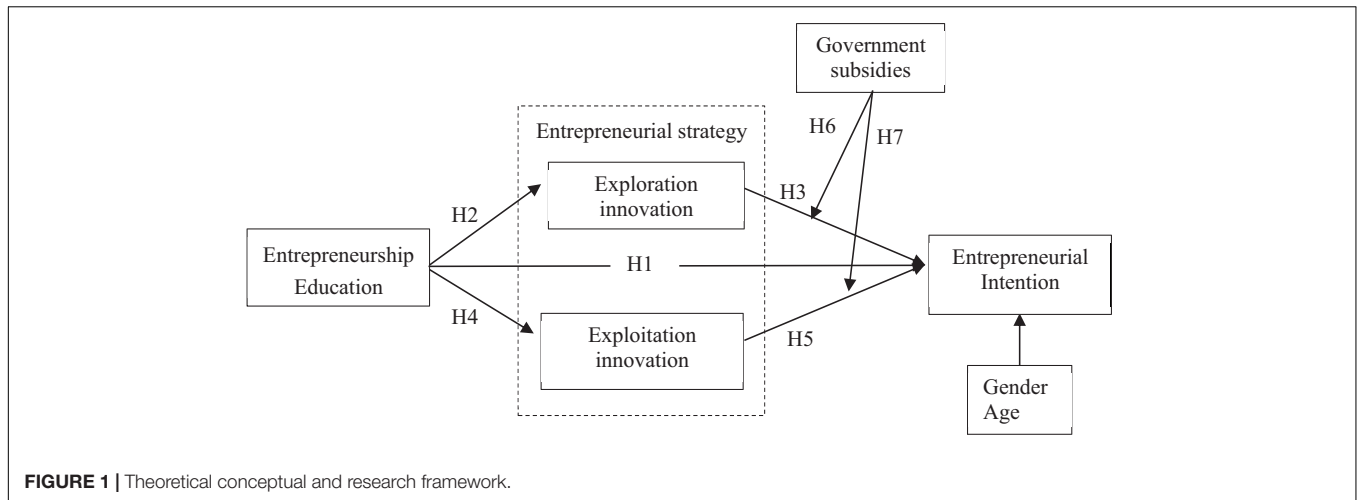 Government
subsidies
H6
H7
Entrepreneurial strategy
Exploration
innovation
H3
H2
Entrepreneurship
Education
H1
Entrepreneurial
Intention
H4
Exploitation
innovation
H5
Gender
Age
FIGURE 1 | Theoretical conceptual and research framework.